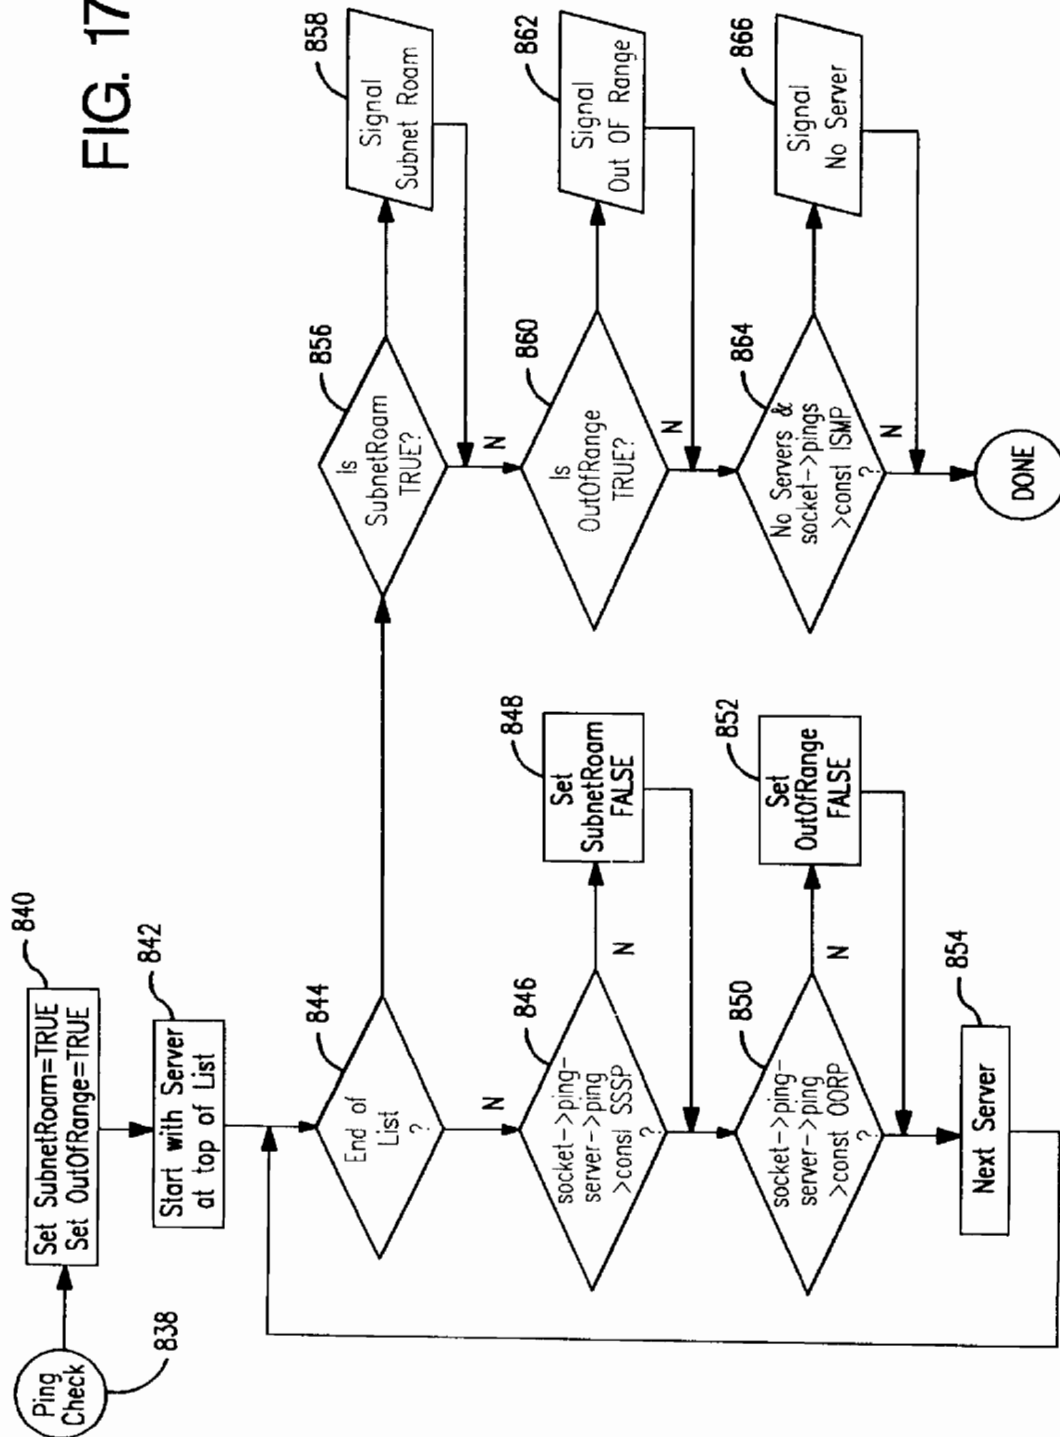 FIG. 17
Ping
Check
838
Set SubnetRoam=TRUE
Set OutOfRange=TRUE
840
Start with Server
at top of List
842
End of
List
?
844
N
socket->ping-
server->ping
>const SSSP
?
846
N
Set
SubnetRoam
FALSE
848
socket->ping-
server->ping
>const OORP
?
850
N
Set
OutOfRange
FALSE
852
Next Server
854
Is
SubnetRoam
TRUE?
856
N
Signal
Subnet Roam
858
Is
OutOfRange
TRUE?
860
N
Signal
Out OF Range
862
No Servers &
socket->pings
>const ISMP
?
864
N
Signal
No Server
866
DONE